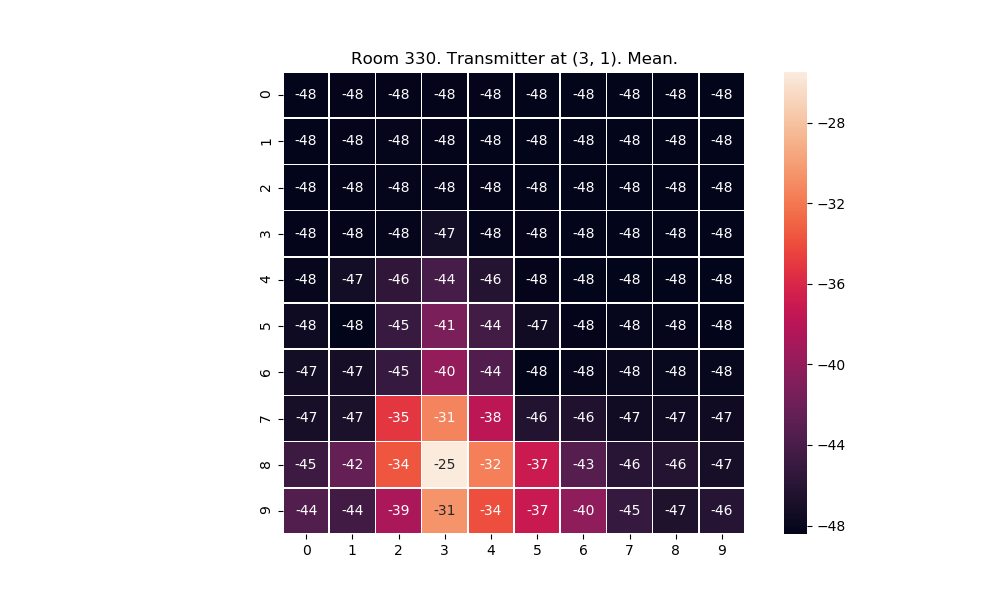 Room 330. Transmitter at (3, 1). Mean.
0 -48 -48 -48 -48 -48 -48 -48 -48 -48 -48
−28
1 -48 -48 -48 -48 -48 -48 -48 -48 -48 -48
2 -48 -48 -48 -48 -48 -48 -48 -48 -48 -48
−32
3 -48 -48 -48 -47 -48 -48 -48 -48 -48 -48
4 -48 -47 -46 -44 -46 -48 -48 -48 -48 -48
−36
5 -48 -48 -45 -41 -44 -47 -48 -48 -48 -48
6 -47 -47 -45 -40 -44 -48 -48 -48 -48 -48
−40
7 -47 -47 -35 -31 -38 -46 -46 -47 -47 -47
−44
8 -45 -42 -34 -25 -32 -37 -43 -46 -46 -47
9 -44 -44 -39 -31 -34 -37 -40 -45 -47 -46
−48
0 1 2 3 4 5 6 7 8 9